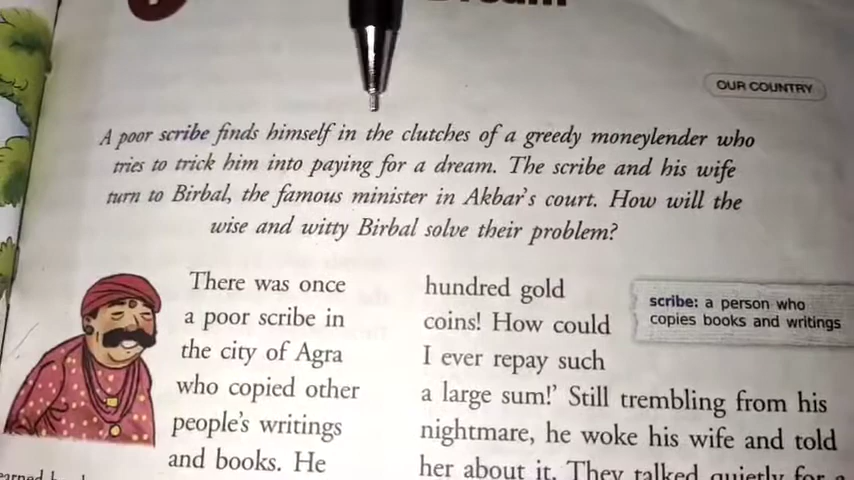 OUR COUNTRY
A poor scribe finds himself in the clutches of a greedy moneylender who
tries to trick him into paying for a dream. The scribe and his wife
turn to Birbal, the famous minister in Akbar's court. How will the
wise and witty Birbal solve their problem?
There was once
a poor scribe in
the city of Agra
who copied other
people's writings
and books. He
hundred gold
coins! How could
I ever repay such
a large sum!' Still trembling from his
nightmare, he woke his wife and told
her about it. They talked quietly for a
scribe: a person who
copies books and writings